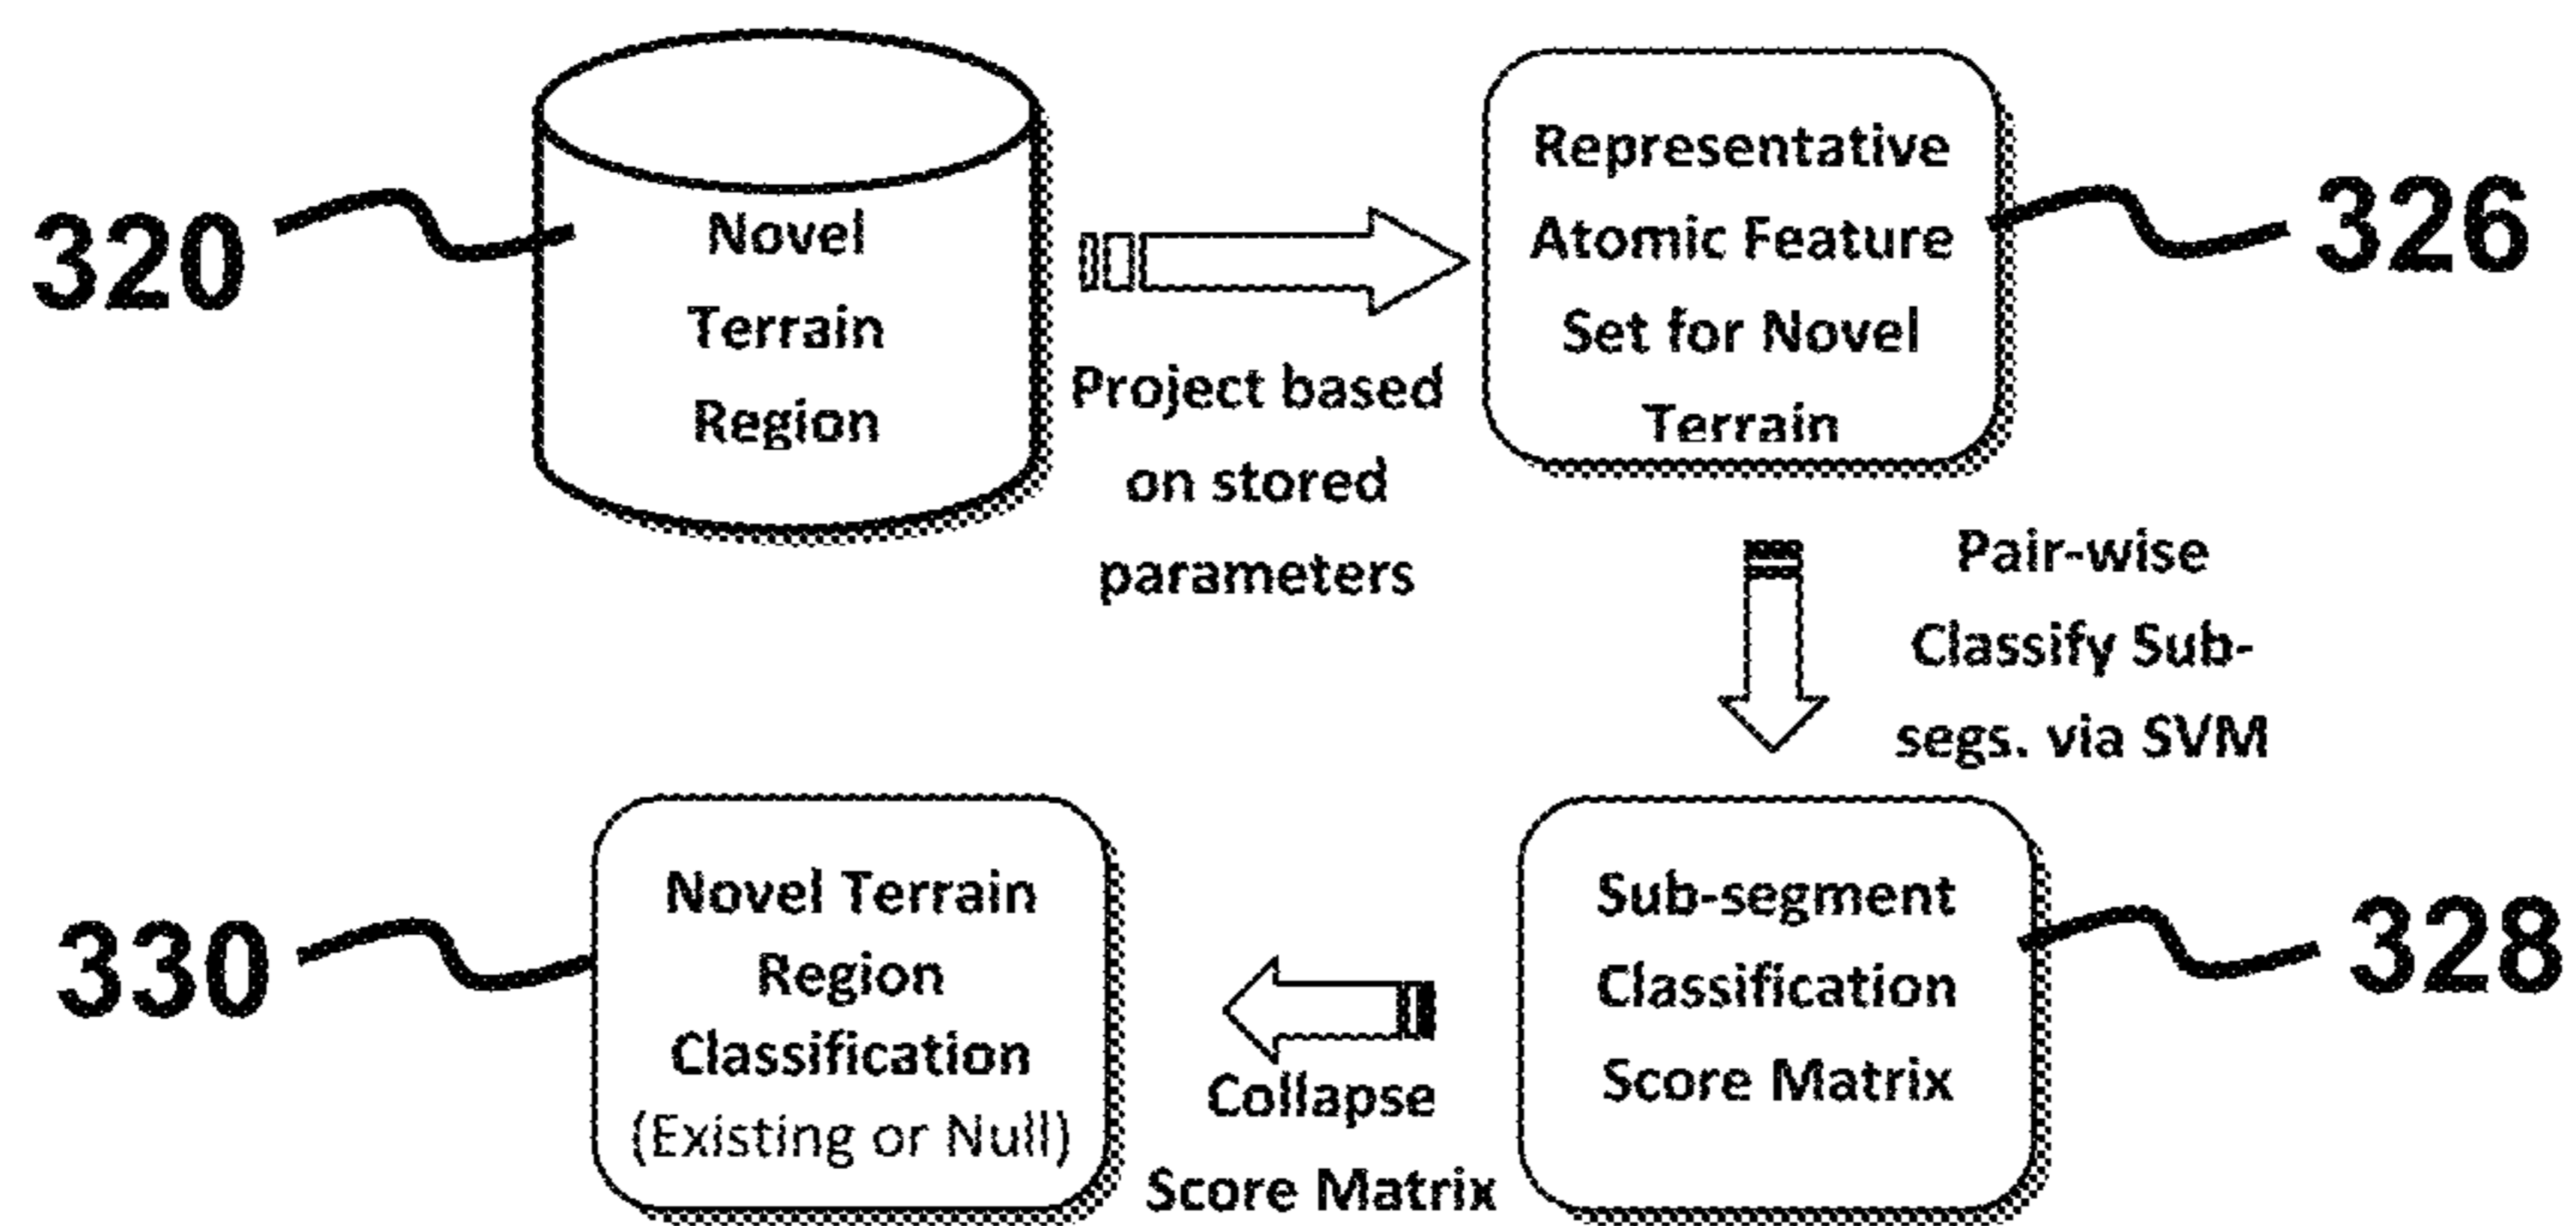 320
Novel
Terrain
Region
Project based
on stored
parameters
Representative
Atomic Feature
Set for Novel
Terrain
326
Pair-wise
Classify Sub-
segs. via SVM
330
Novel Terrain
Region
Classification
(Existing or Null)
Collapse
Score Matrix
Sub-segment
Classification
Score Matrix
328